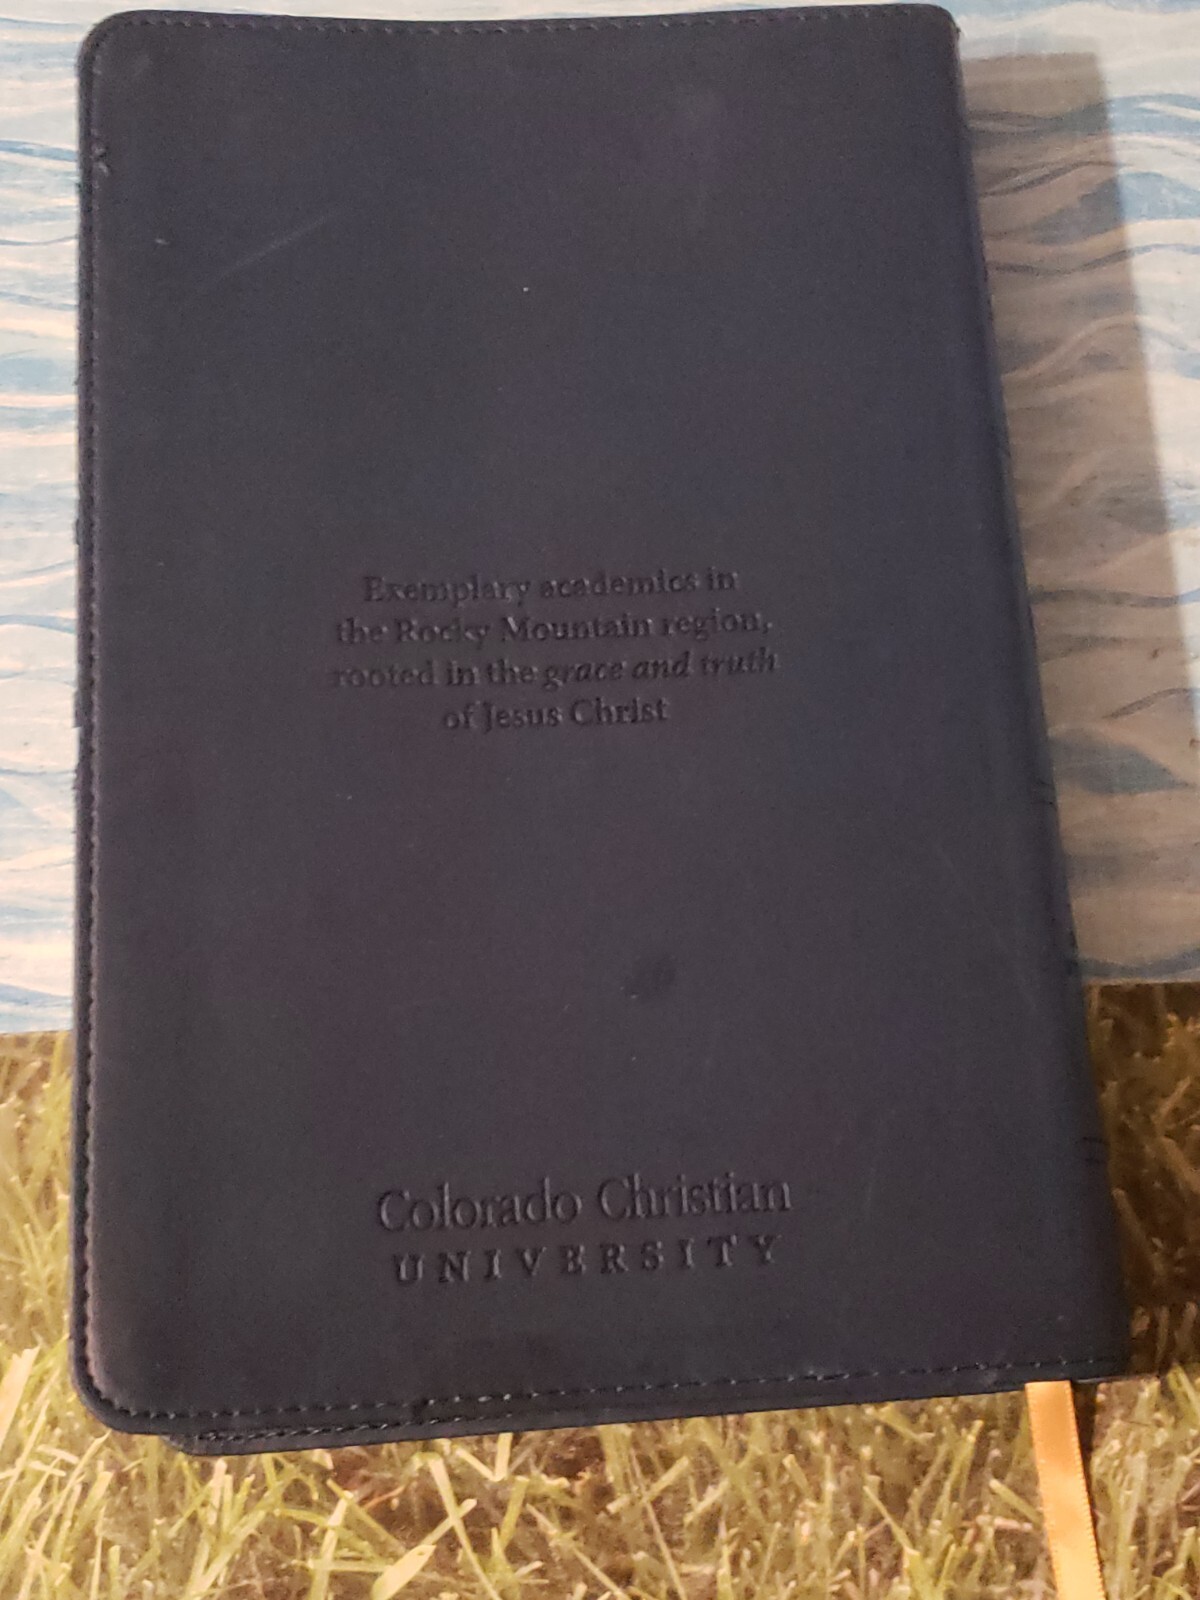 Exemplary academics in
the Rocky Mountain region,
rooted in the grace and truth
of Jesus Christ
Colorado Christian
UNIVERSITY